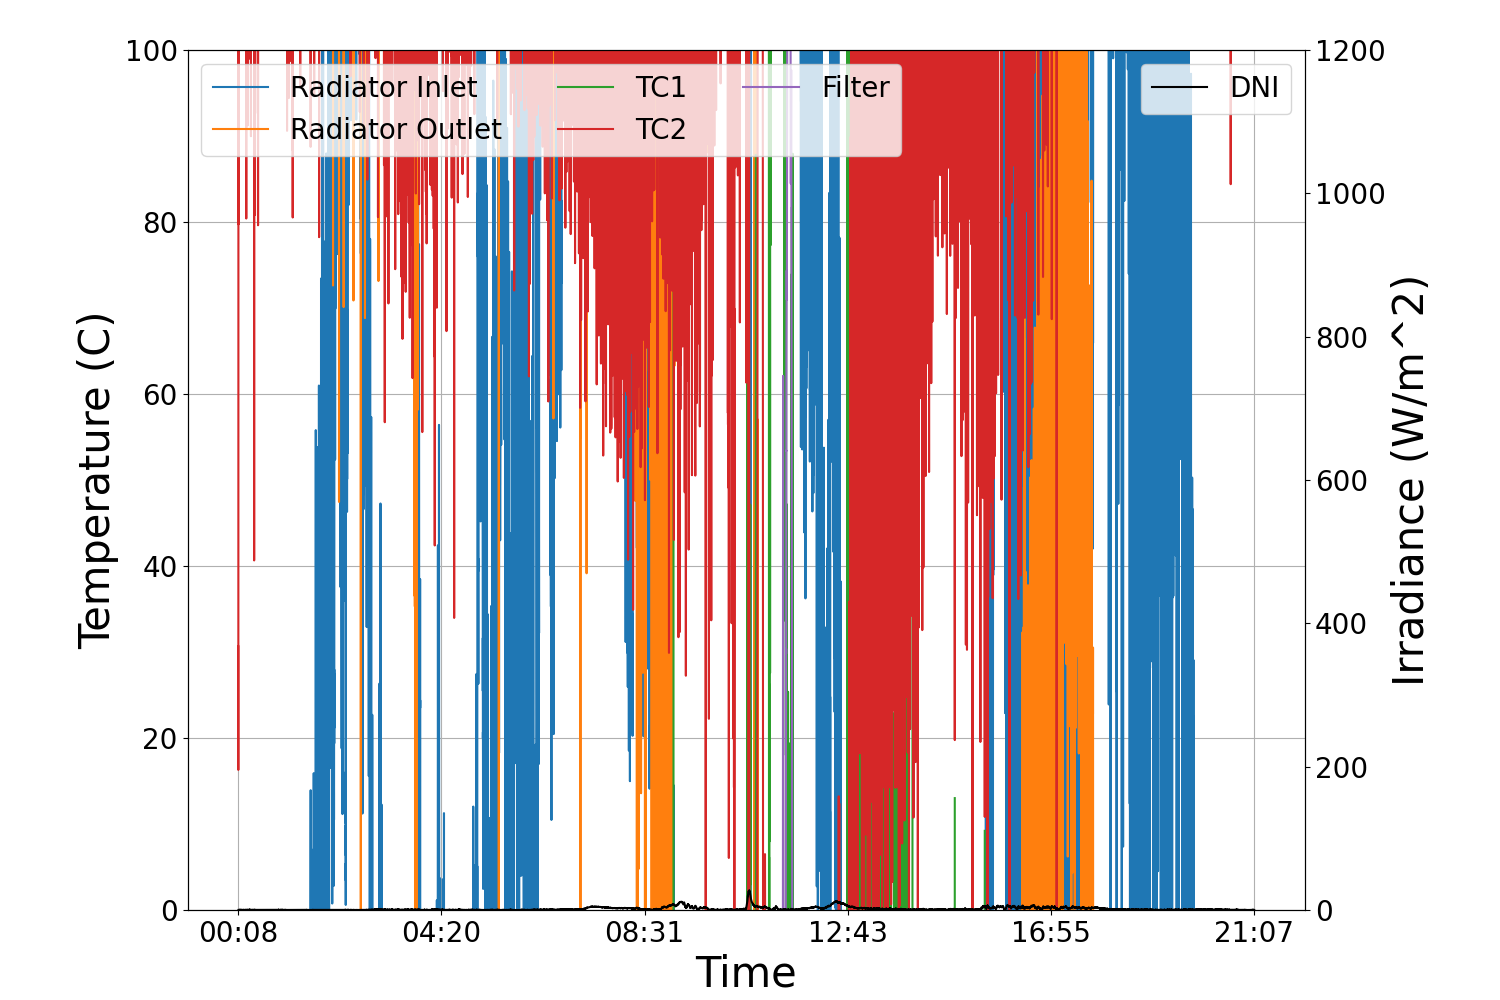 100
80
60
40
20
0
Temperature (C)
Radiator Inlet
Radiator Outlet
TC1
TC2
Filter
DNI
1200
1000
800
600
400
200
0
Irradiance (W/m^2)
00:08 04:20 08:31 12:43 16:55 21:07
Time